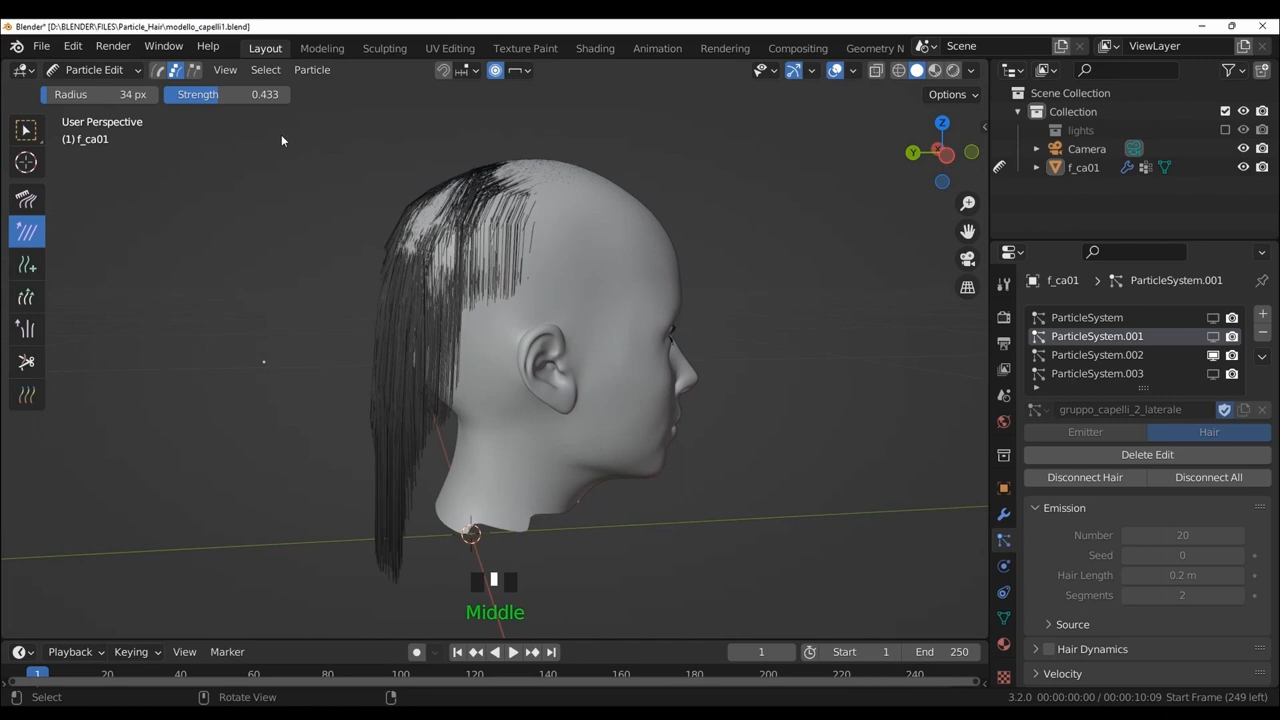 Blender* [D:\BLENDER\FILES\Particle_Hair\modello_capelli1.blend]
File Edit Render Window Help Layout Modeling Sculpting UV Editing Texture Paint Shading Animation Rendering Compositing Geometry N Scene ViewLayer
Particle Edit View Select Particle
Radius 34 px Strength 0.433 Options
User Perspective
(1) f_ca01
Z
Y
Scene Collection
Collection
lights
Camera
f_ca01
f_ca01 > ParticleSystem.001
ParticleSystem
ParticleSystem.001
ParticleSystem.002
ParticleSystem.003
gruppo_capelli_2_laterale
Emitter Hair
Delete Edit
Disconnect Hair Disconnect All
Emission
Number 20
Seed 0
Hair Length 0.2 m
Segments 2
Source
Hair Dynamics
Velocity
Middle
Playback Keying View Marker 1 Start 1 End 250
1 20 40 60 80 100 120 140 160 180 200 220 240
Select Rotate View 3.2.0 00:00:00:00 / 00:00:10:09 Start Frame (249 left)